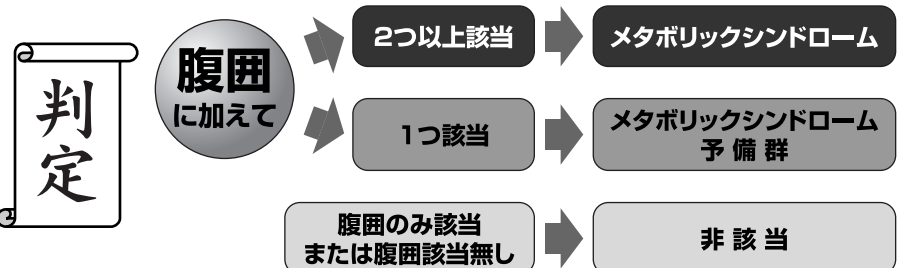 判定
腹囲
に加えて
2つ以上該当
メタボリックシンドローム
1つ該当
メタボリックシンドローム
予備群
腹囲のみ該当
または腹囲該当無し
非該当